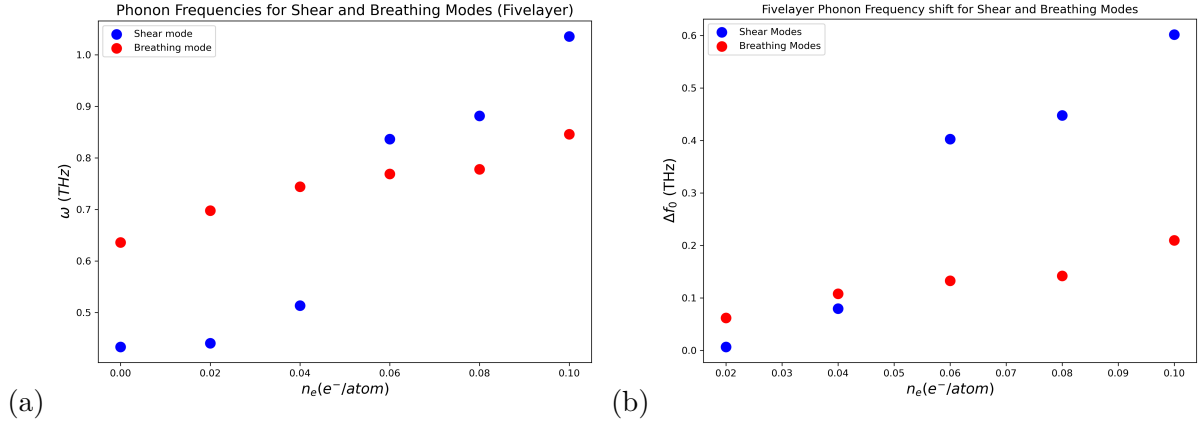 Phonon Frequencies for Shear and Breathing Modes (Fivelayer)
Shear mode
Breathing mode
1.0
0.9
0.8
0.7
0.6
0.5
ω (THz)
0.00 0.02 0.04 0.06 0.08 0.10
n_e(e⁻/atom)
(a)
Fivelayer Phonon Frequency shift for Shear and Breathing Modes
Shear Modes
Breathing Modes
0.6
0.5
0.4
0.3
0.2
0.1
0.0
Δf₀ (THz)
0.02 0.03 0.04 0.05 0.06 0.07 0.08 0.09 0.10
n_e(e⁻/atom)
(b)